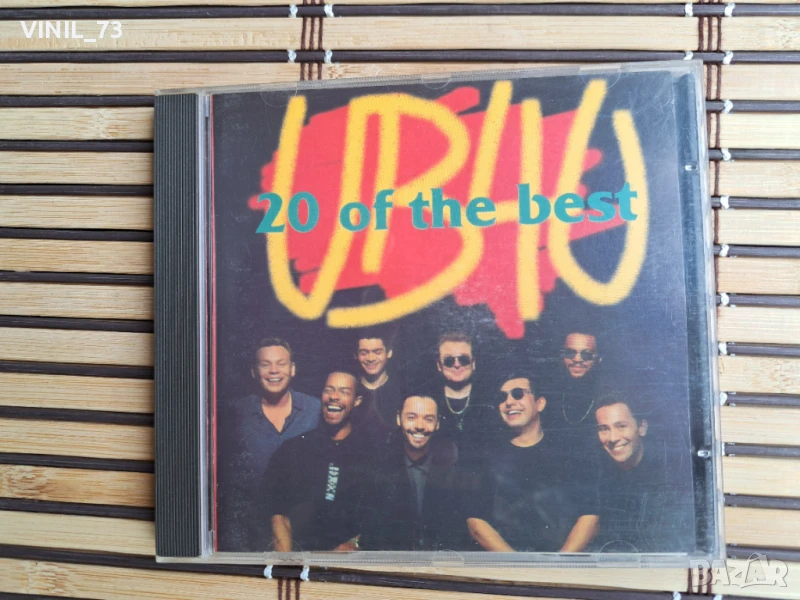 VINIL_73
UB40
20 of the best
BAZAR